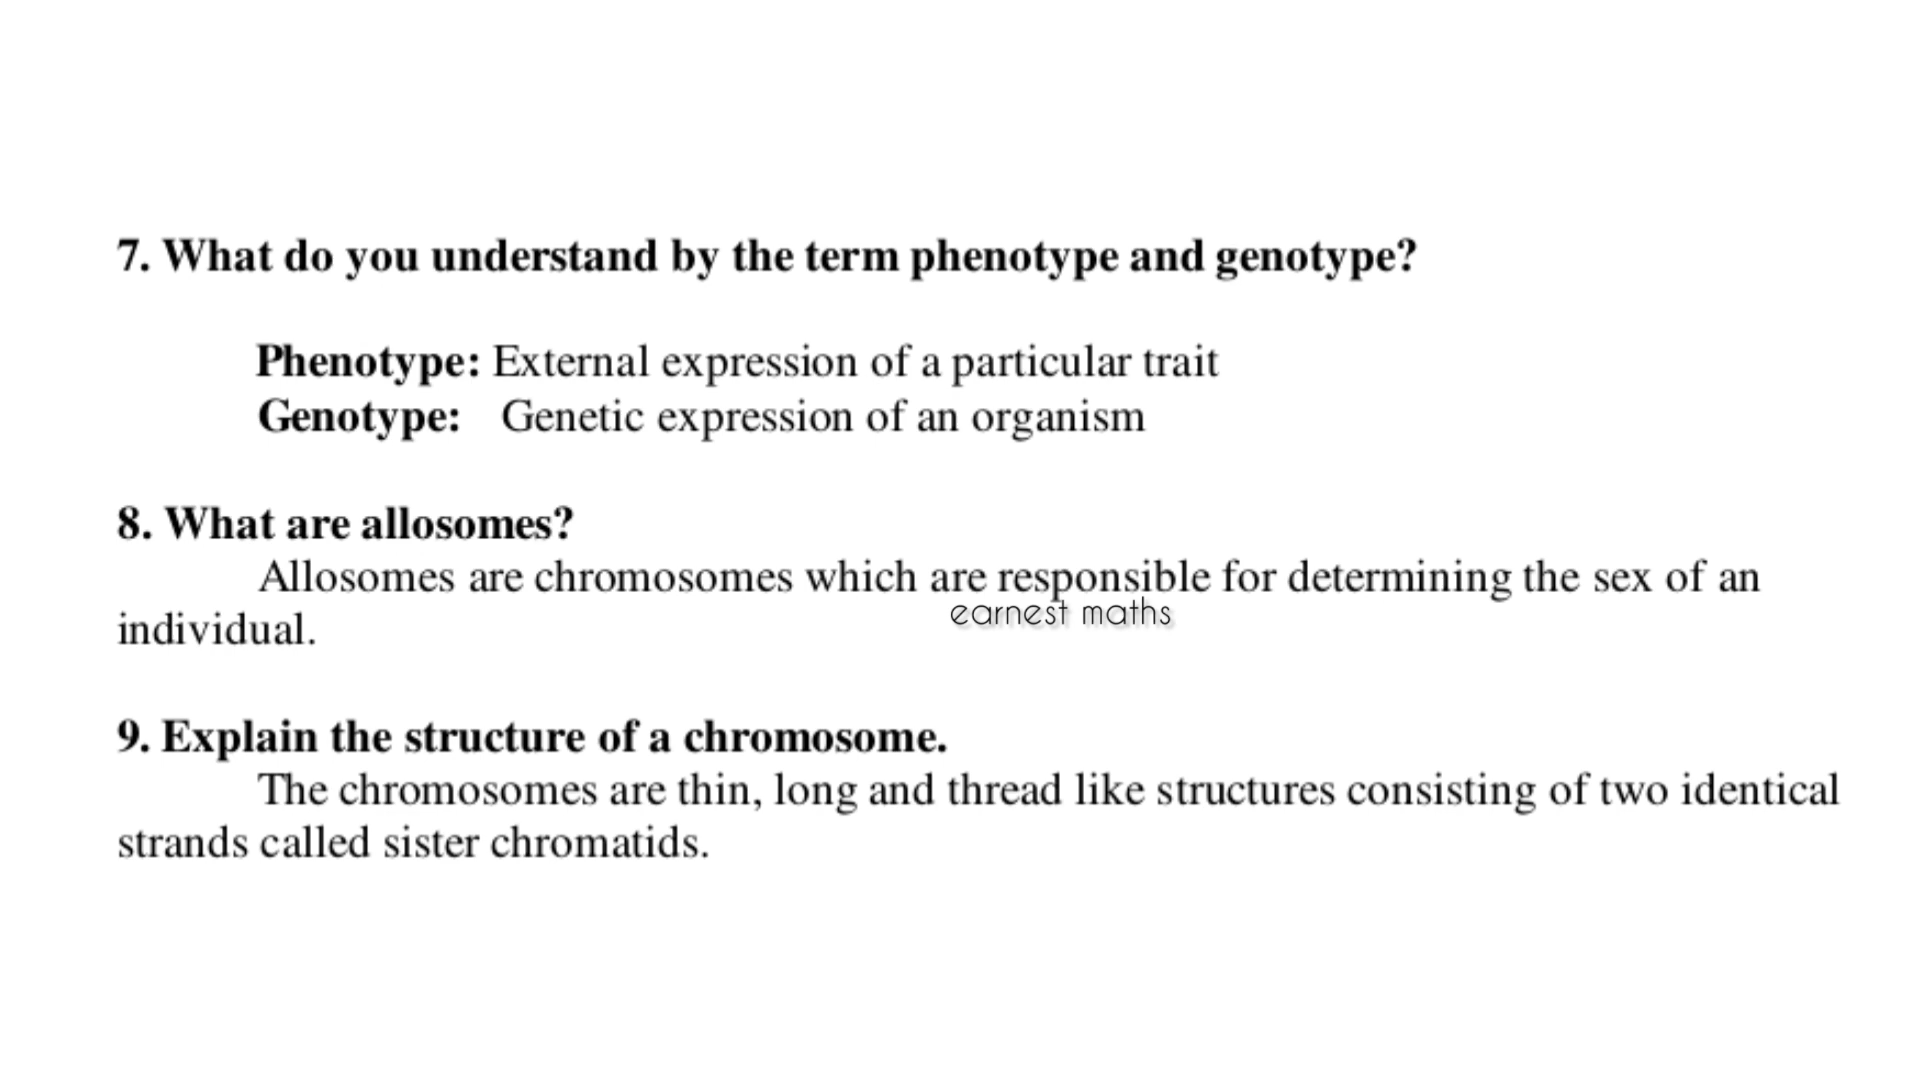 7. What do you understand by the term phenotype and genotype?
Phenotype: External expression of a particular trait
Genotype: Genetic expression of an organism
8. What are allosomes?
Allosomes are chromosomes which are responsible for determining the sex of an
individual.
earnest maths
9. Explain the structure of a chromosome.
The chromosomes are thin, long and thread like structures consisting of two identical
strands called sister chromatids.